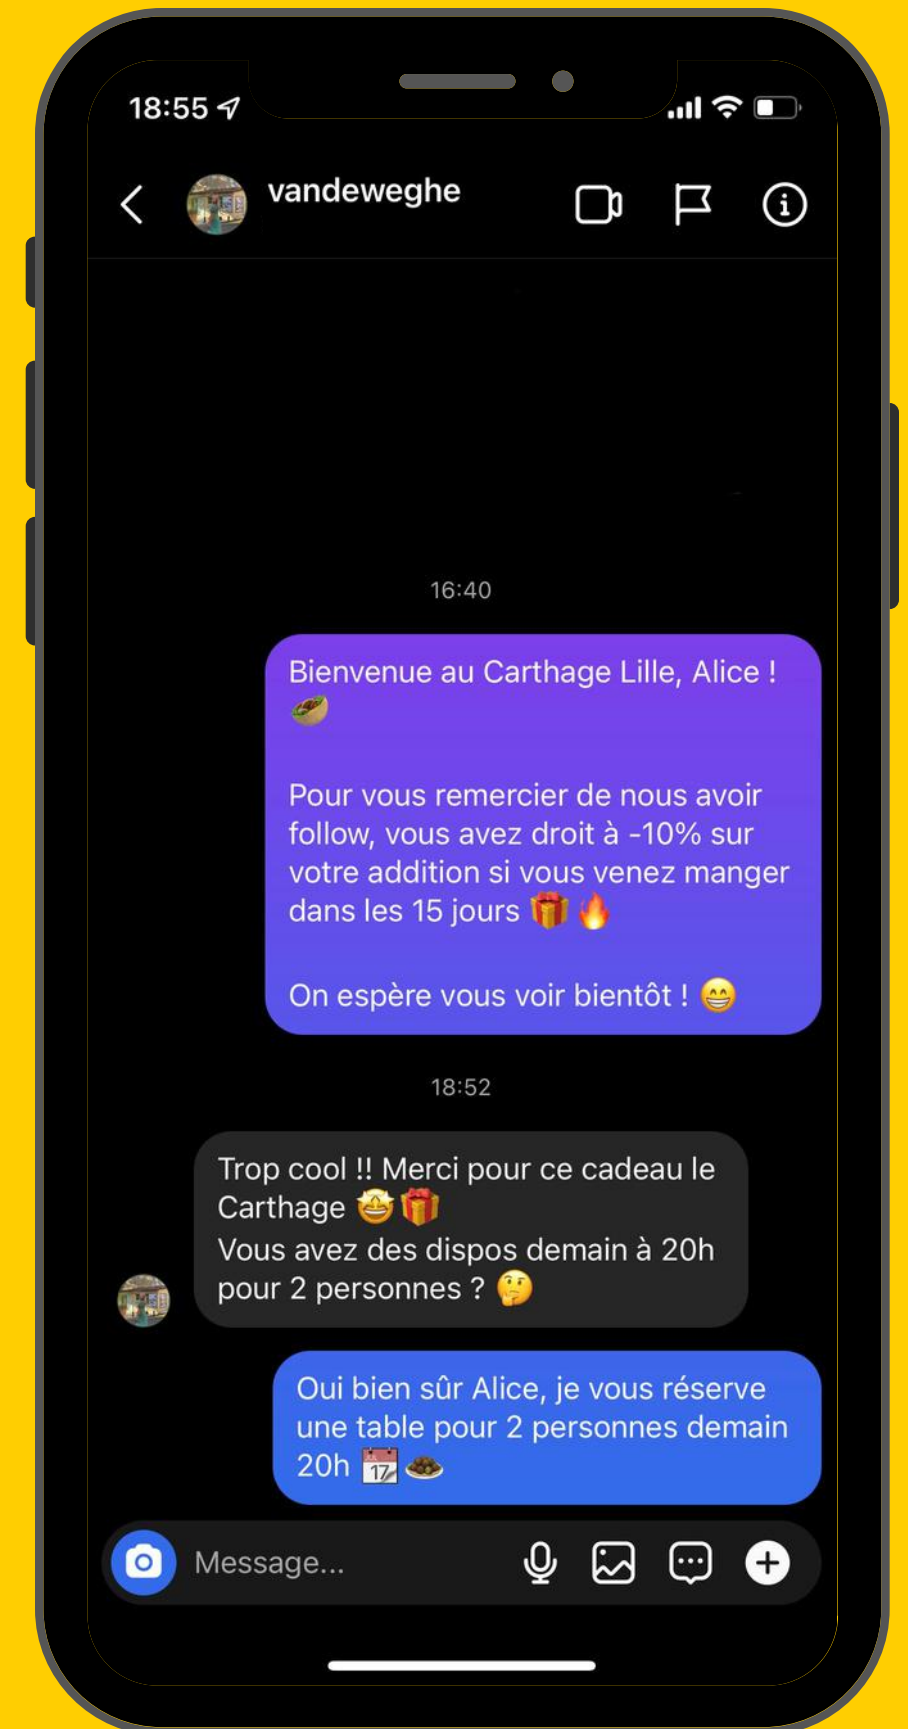 18:55
vandeweghe
16:40
Bienvenue au Carthage Lille, Alice !
🥙
Pour vous remercier de nous avoir
follow, vous avez droit à -10% sur
votre addition si vous venez manger
dans les 15 jours 🎁🔥
On espère vous voir bientôt ! 😁
18:52
Trop cool !! Merci pour ce cadeau le
Carthage 🤩🎁
Vous avez des dispos demain à 20h
pour 2 personnes ? 🤔
Oui bien sûr Alice, je vous réserve
une table pour 2 personnes demain
20h 📆🧆
Message...